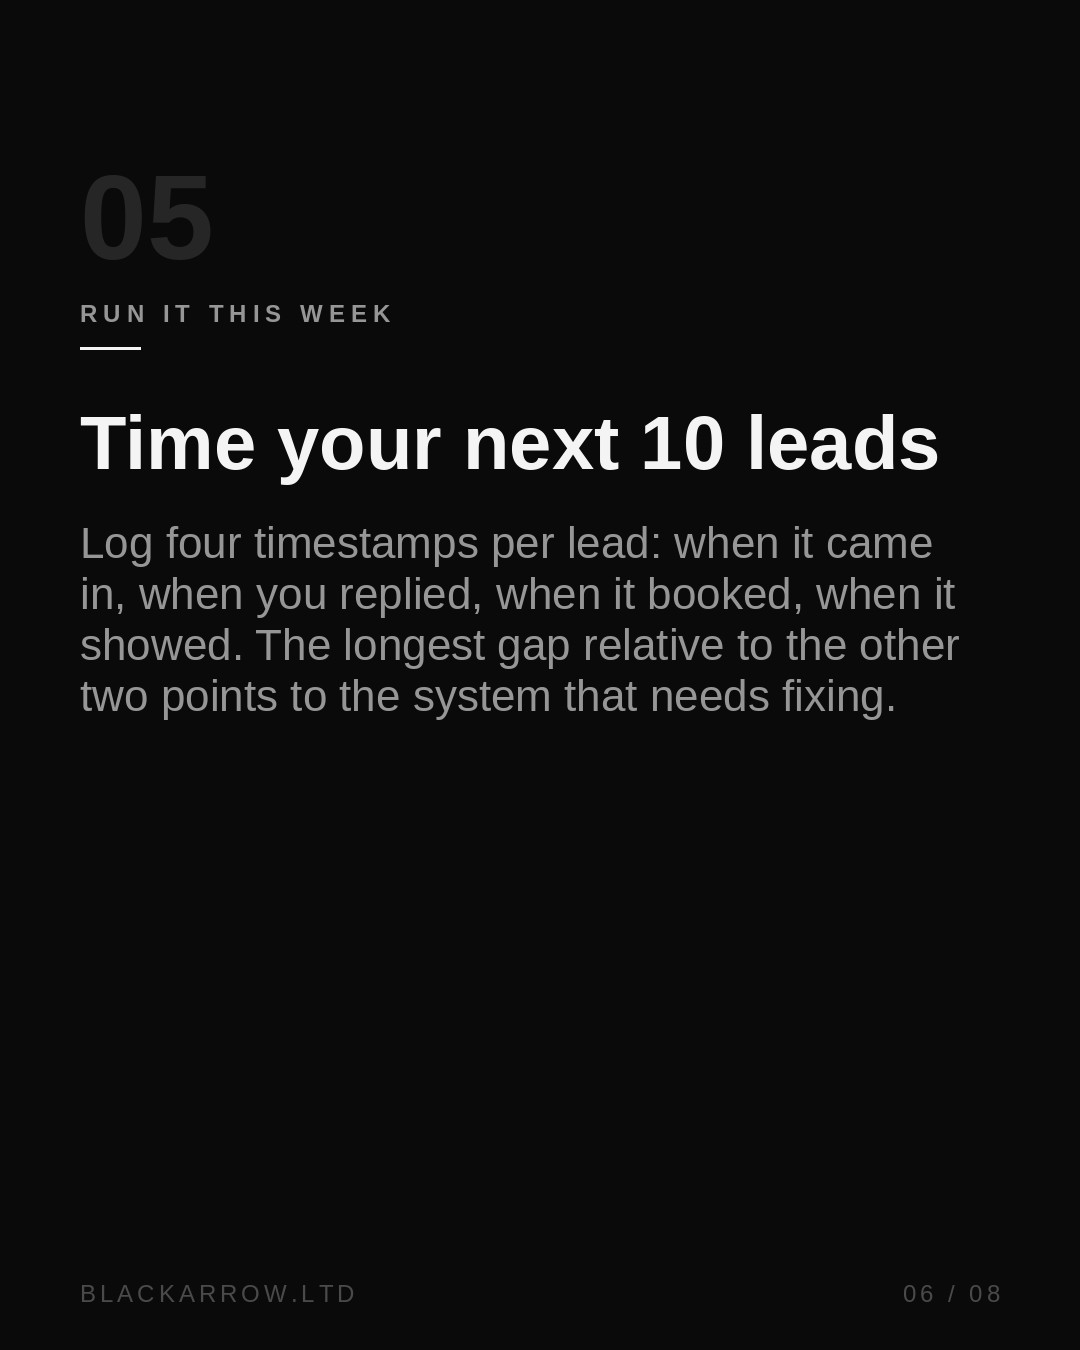 05
RUN IT THIS WEEK
Time your next 10 leads
Log four timestamps per lead: when it came
in, when you replied, when it booked, when it
showed. The longest gap relative to the other
two points to the system that needs fixing.
BLACKARROW.LTD
06 / 08